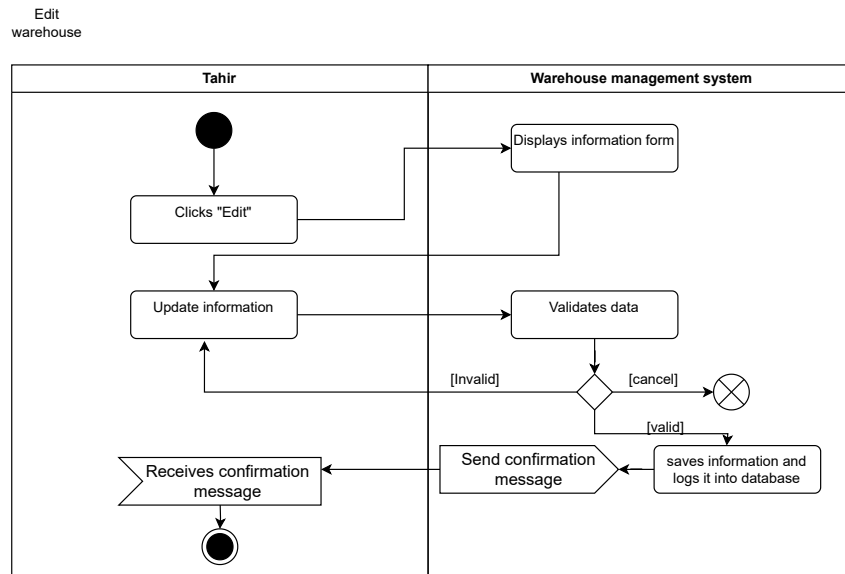 Edit
warehouse
Tahir
Warehouse management system
Displays information form
Clicks "Edit"
Update information
Validates data
[Invalid]
[cancel]
[valid]
Receives confirmation
message
Send confirmation
message
saves information and
logs it into database